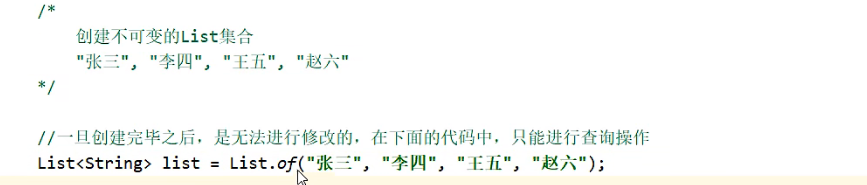 /*
创建不可变的List集合
"张三", "李四", "王五", "赵六"
*/
//一旦创建完毕之后，是无法进行修改的，在下面的代码中，只能进行查询操作
List<String> list = List.of("张三", "李四", "王五", "赵六");